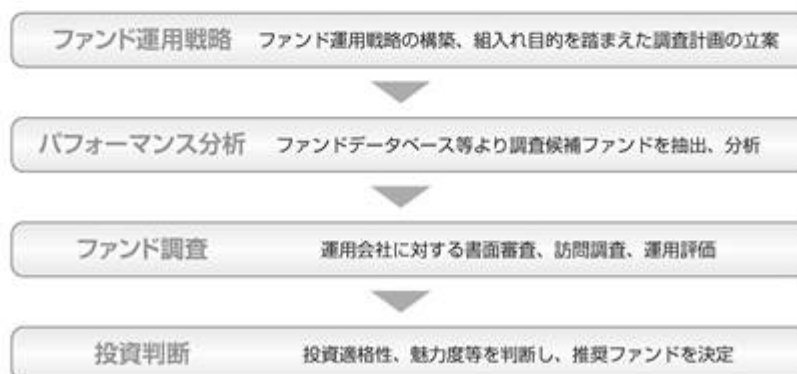 ファンド運用戦略 ファンド運用戦略の構築、組入れ目的を踏まえた調査計画の立案
パフォーマンス分析 ファンドデータベース等より調査候補ファンドを抽出、分析
ファンド調査 運用会社に対する書面審査、訪問調査、運用評価
投資判断 投資適格性、魅力度等を判断し、推奨ファンドを決定